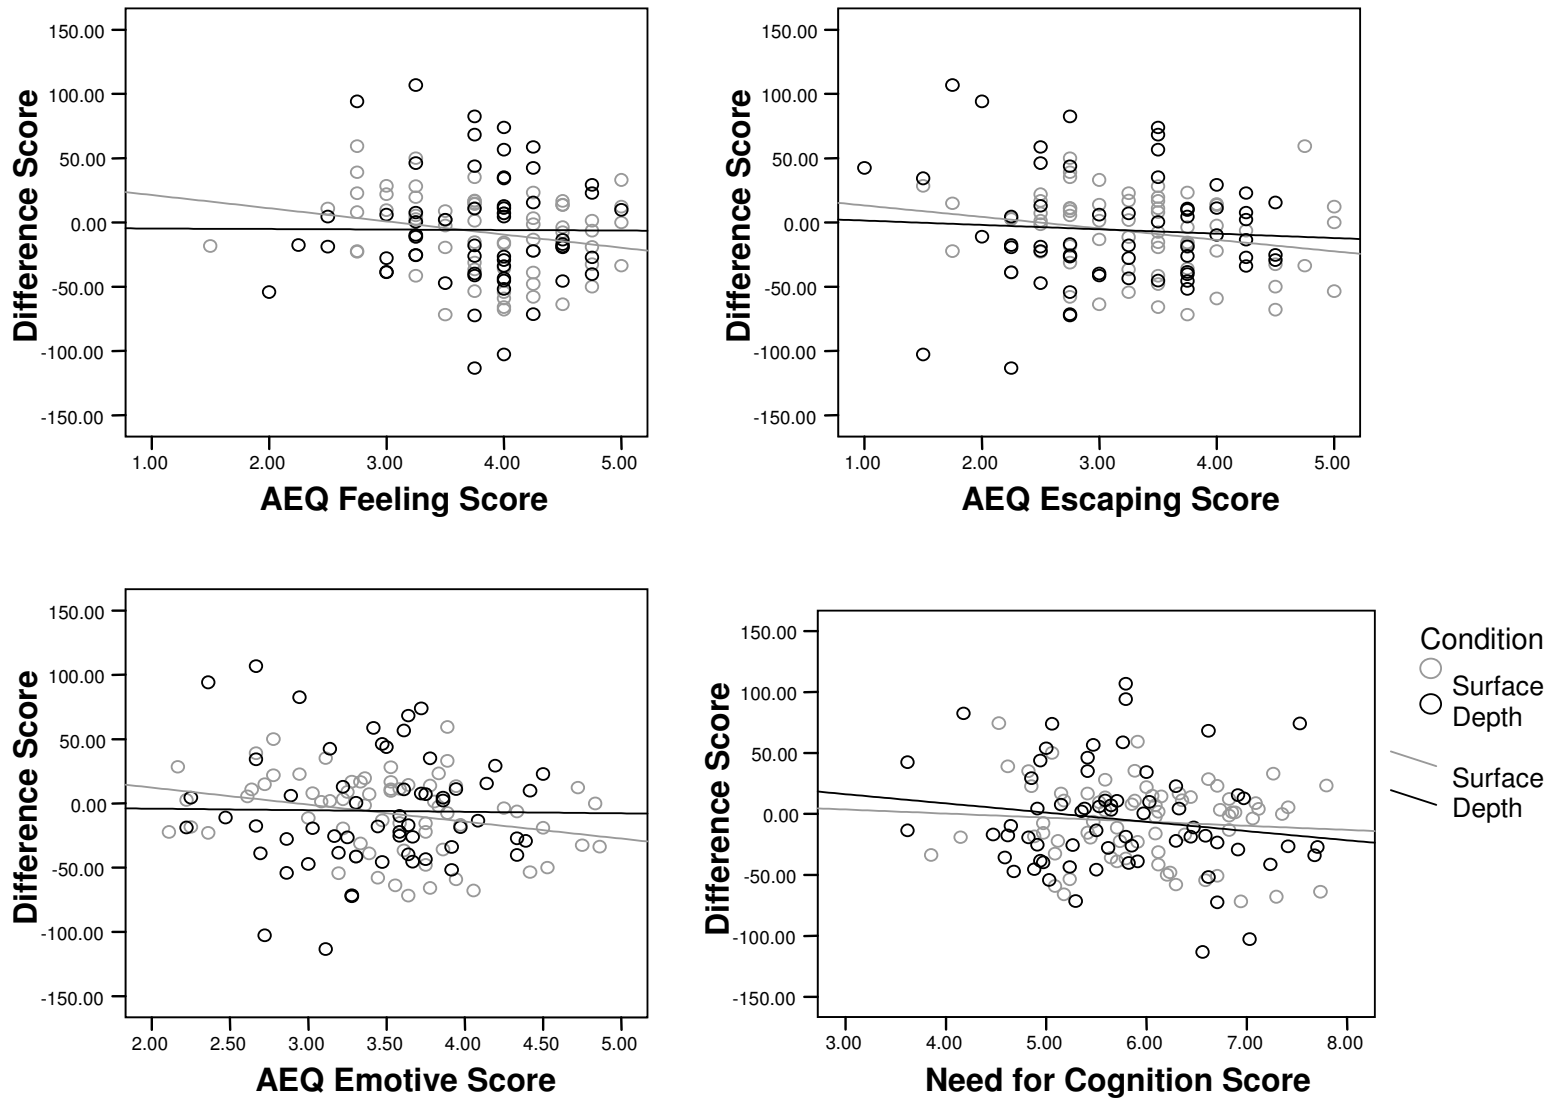 150.00
100.00
50.00
0.00
-50.00
-100.00
-150.00
Difference Score
1.00 2.00 3.00 4.00 5.00
AEQ Feeling Score
150.00
100.00
50.00
0.00
-50.00
-100.00
-150.00
Difference Score
1.00 2.00 3.00 4.00 5.00
AEQ Escaping Score
150.00
100.00
50.00
0.00
-50.00
-100.00
-150.00
Difference Score
2.00 2.50 3.00 3.50 4.00 4.50 5.00
AEQ Emotive Score
150.00
100.00
50.00
0.00
-50.00
-100.00
-150.00
Difference Score
3.00 4.00 5.00 6.00 7.00 8.00
Need for Cognition Score
Condition
Surface
Depth
Surface
Depth